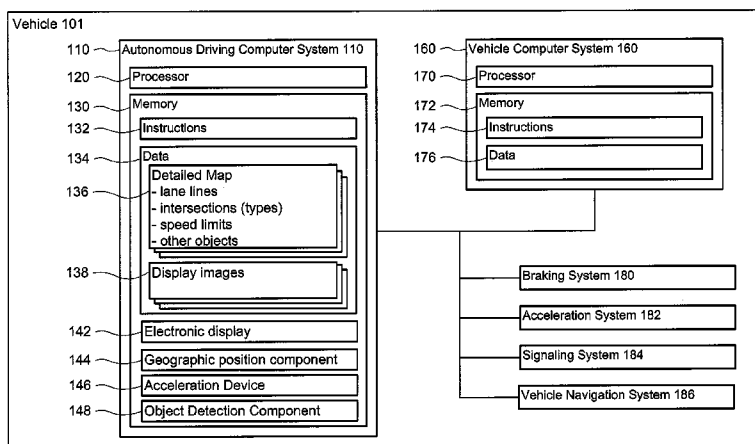 Vehicle 101
110
Autonomous Driving Computer System 110
120
Processor
130
Memory
132
Instructions
134
Data
136
Detailed Map
- lane lines
- intersections (types)
- speed limits
- other objects
138
Display images
142
Electronic display
144
Geographic position component
146
Acceleration Device
148
Object Detection Component
160
Vehicle Computer System 160
170
Processor
172
Memory
174
Instructions
176
Data
Braking System 180
Acceleration System 182
Signaling System 184
Vehicle Navigation System 186